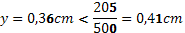 y = 0,36cm < 205/500 = 0,41cm